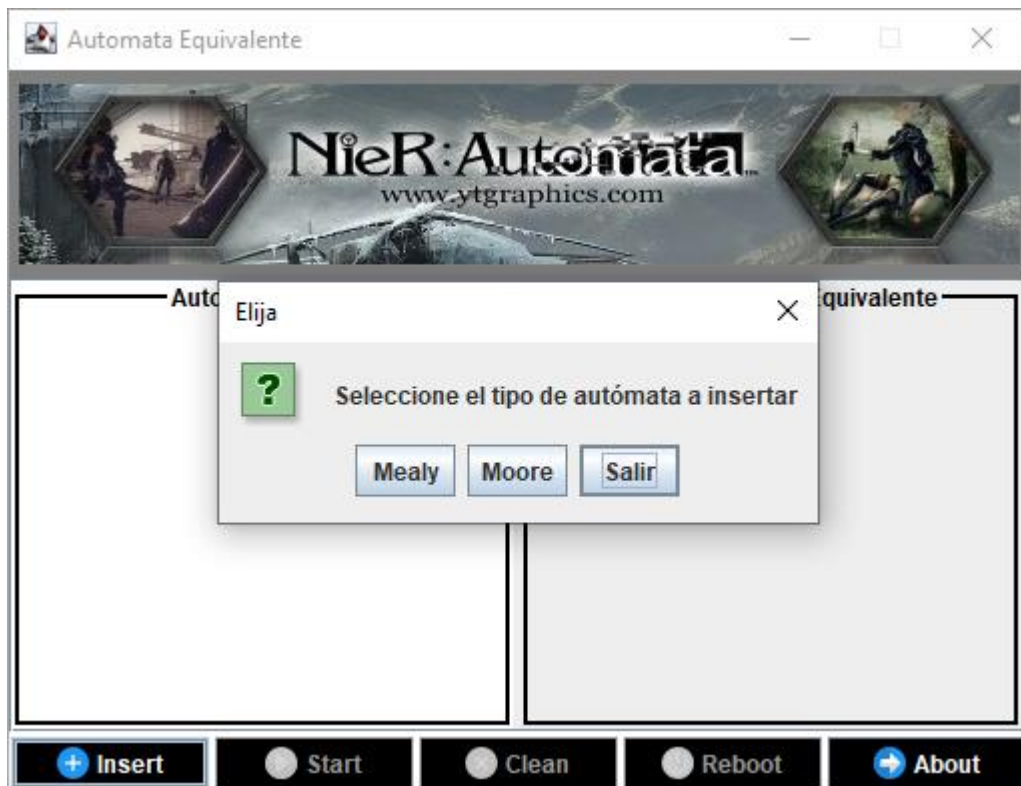 Automata Equivalente
NieR:Automata
www.ytgraphics.com
Elija
quivalente
Seleccione el tipo de autómata a insertar
Mealy Moore Salir
Insert Start Clean Reboot About